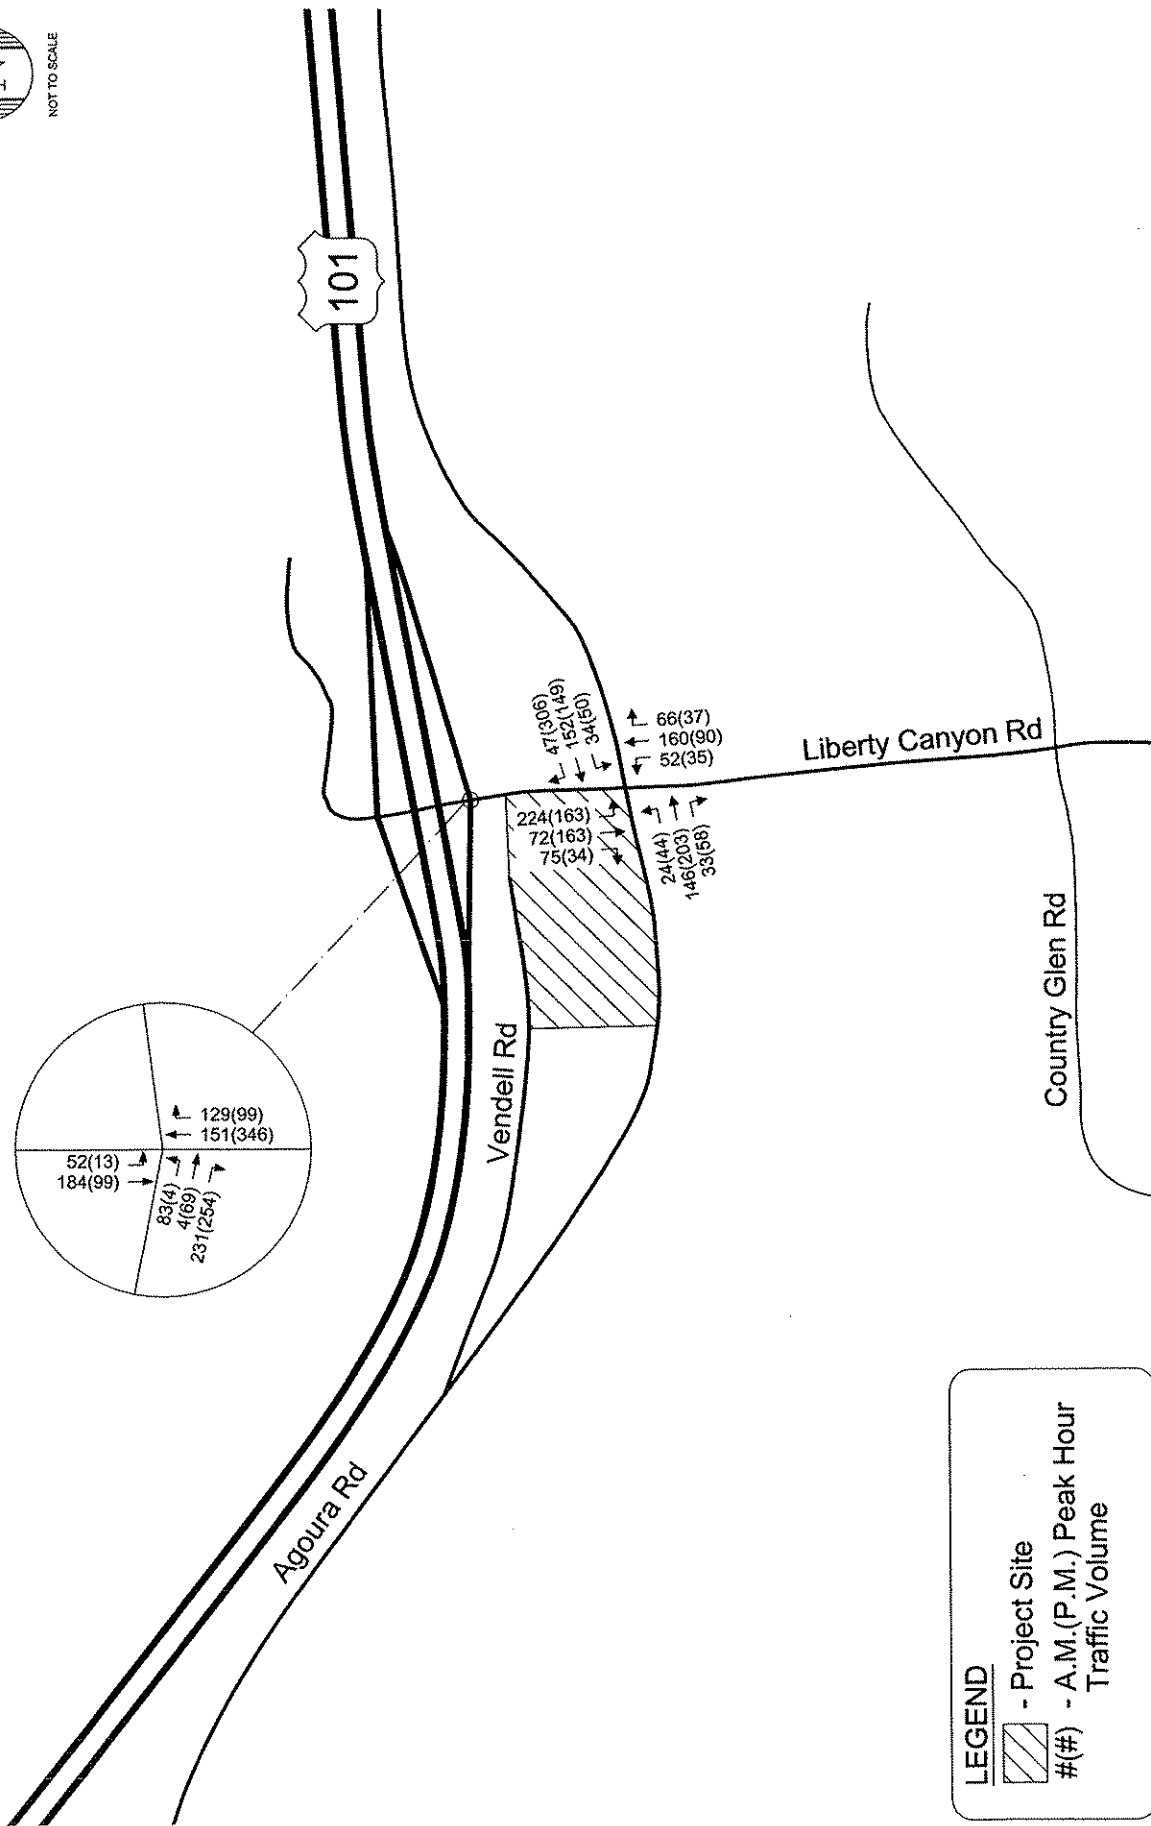 NOT TO SCALE
101
129(99)
151(346)
52(13)
184(99)
83(4)
4(69)
231(254)
47(306)
152(149)
34(50)
66(37)
160(90)
52(35)
224(163)
72(163)
75(34)
24(44)
146(203)
33(58)
Liberty Canyon Rd
Vendell Rd
Country Glen Rd
Agoura Rd
LEGEND
- Project Site
#(#) - A.M.(P.M.) Peak Hour
Traffic Volume